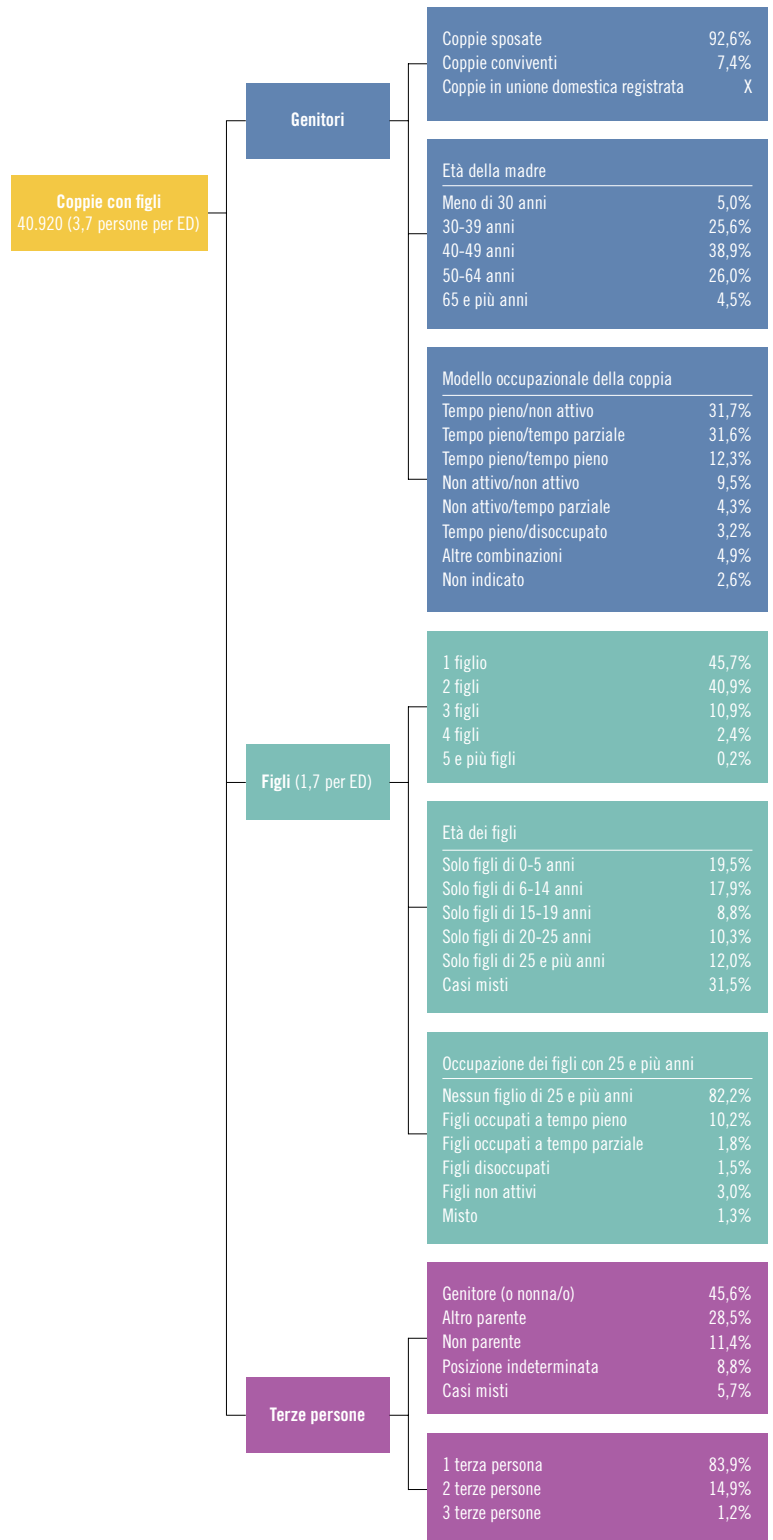 Coppie con figli
40.920 (3,7 persone per ED)
Genitori
Coppie sposate 92,6%
Coppie conviventi 7,4%
Coppie in unione domestica registrata X
Età della madre
Meno di 30 anni 5,0%
30-39 anni 25,6%
40-49 anni 38,9%
50-64 anni 26,0%
65 e più anni 4,5%
Modello occupazionale della coppia
Tempo pieno/non attivo 31,7%
Tempo pieno/tempo parziale 31,6%
Tempo pieno/tempo pieno 12,3%
Non attivo/non attivo 9,5%
Non attivo/tempo parziale 4,3%
Tempo pieno/disoccupato 3,2%
Altre combinazioni 4,9%
Non indicato 2,6%
Figli (1,7 per ED)
1 figlio 45,7%
2 figli 40,9%
3 figli 10,9%
4 figli 2,4%
5 e più figli 0,2%
Età dei figli
Solo figli di 0-5 anni 19,5%
Solo figli di 6-14 anni 17,9%
Solo figli di 15-19 anni 8,8%
Solo figli di 20-25 anni 10,3%
Solo figli di 25 e più anni 12,0%
Casi misti 31,5%
Occupazione dei figli con 25 e più anni
Nessun figlio di 25 e più anni 82,2%
Figli occupati a tempo pieno 10,2%
Figli occupati a tempo parziale 1,8%
Figli disoccupati 1,5%
Figli non attivi 3,0%
Misto 1,3%
Terze persone
Genitore (o nonna/o) 45,6%
Altro parente 28,5%
Non parente 11,4%
Posizione indeterminata 8,8%
Casi misti 5,7%
1 terza persona 83,9%
2 terze persone 14,9%
3 terze persone 1,2%